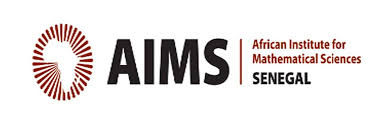 AIMS
African Institute for
Mathematical Sciences
SENEGAL